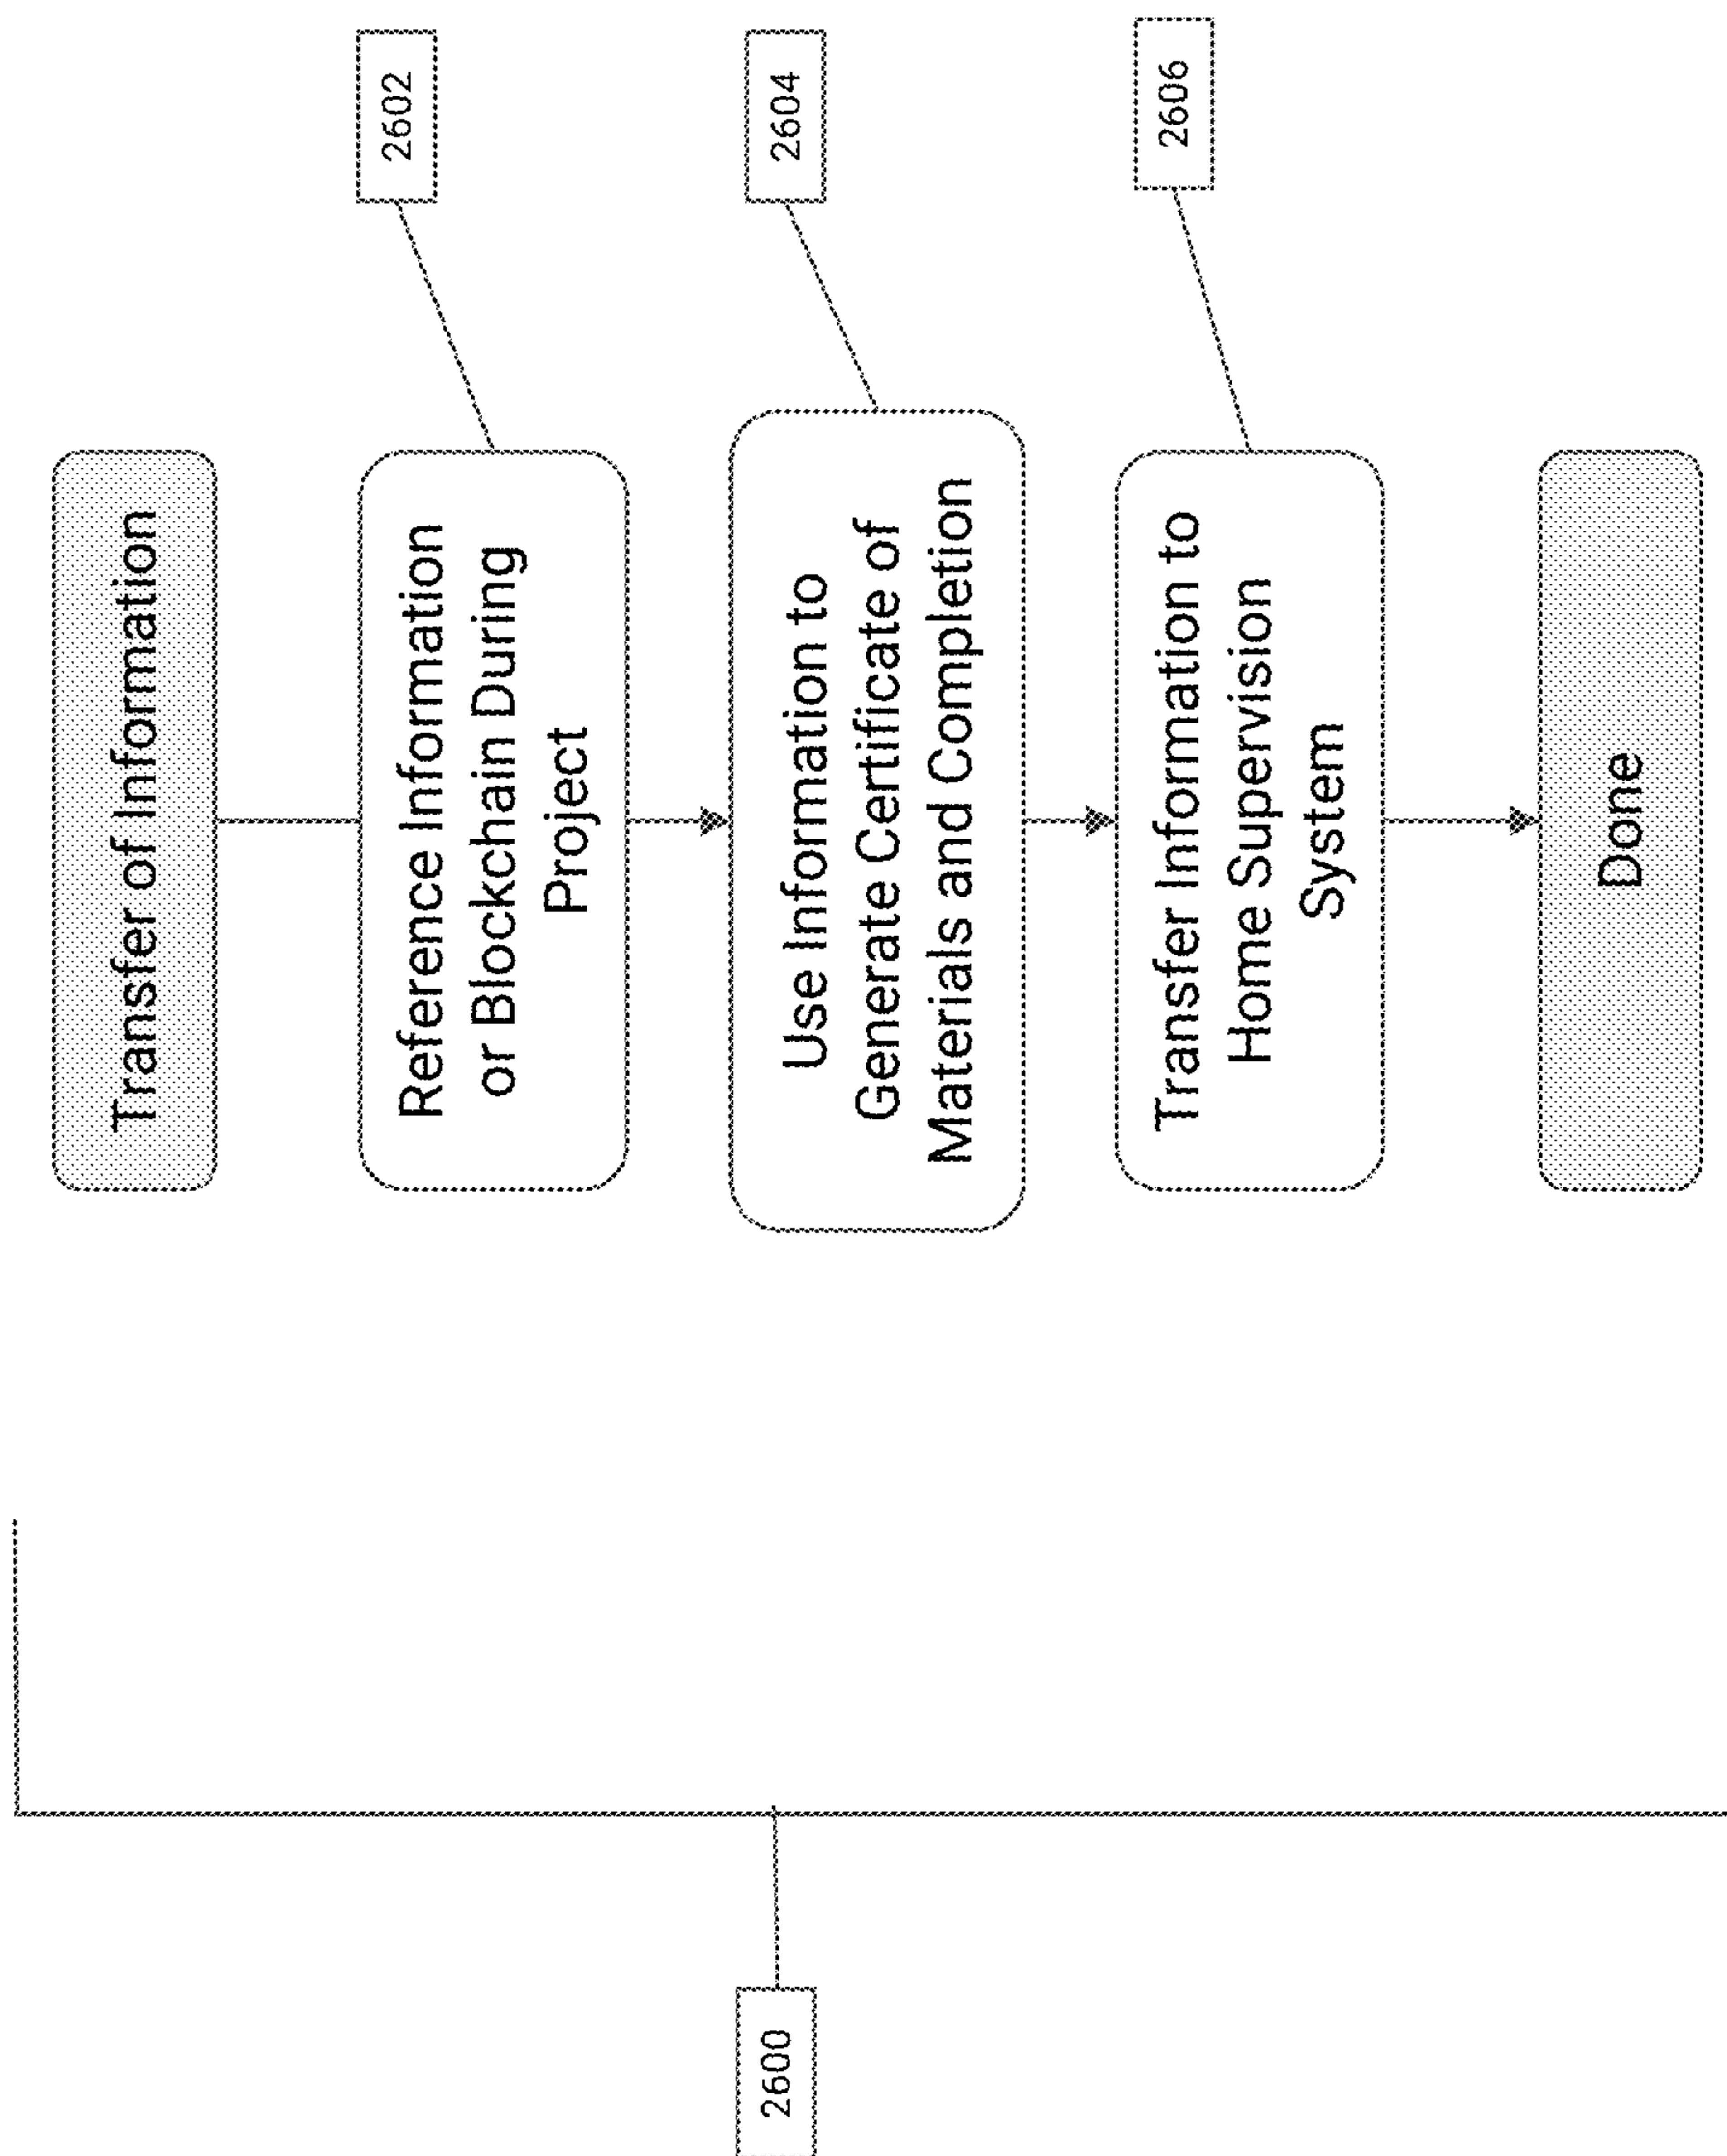 Transfer of Information
Reference Information
or Blockchain During
Project
2602
Use Information to
Generate Certificate of
Materials and Completion
2604
Transfer Information to
Home Supervision
System
2606
Done
2600